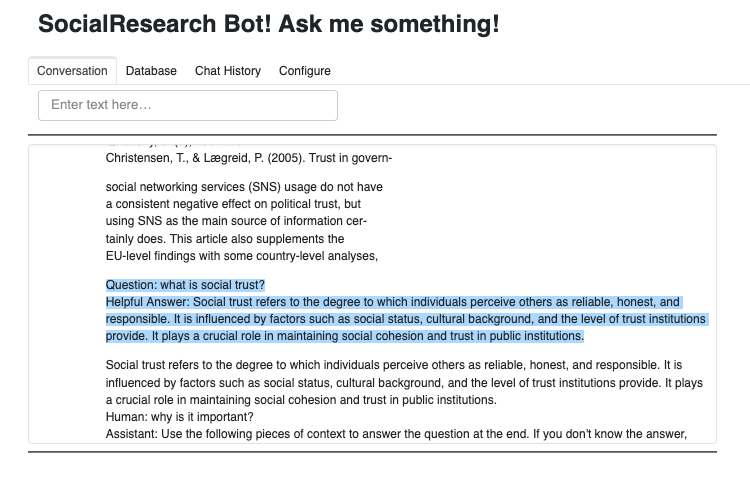 SocialResearch Bot! Ask me something!
Conversation Database Chat History Configure
Enter text here...
Christensen, T., & Lægreid, P. (2005). Trust in govern-
social networking services (SNS) usage do not have
a consistent negative effect on political trust, but
using SNS as the main source of information cer-
tainly does. This article also supplements the
EU-level findings with some country-level analyses,
Question: what is social trust?
Helpful Answer: Social trust refers to the degree to which individuals perceive others as reliable, honest, and
responsible. It is influenced by factors such as social status, cultural background, and the level of trust institutions
provide. It plays a crucial role in maintaining social cohesion and trust in public institutions.
Social trust refers to the degree to which individuals perceive others as reliable, honest, and responsible. It is
influenced by factors such as social status, cultural background, and the level of trust institutions provide. It plays
a crucial role in maintaining social cohesion and trust in public institutions.
Human: why is it important?
Assistant: Use the following pieces of context to answer the question at the end. If you don't know the answer,